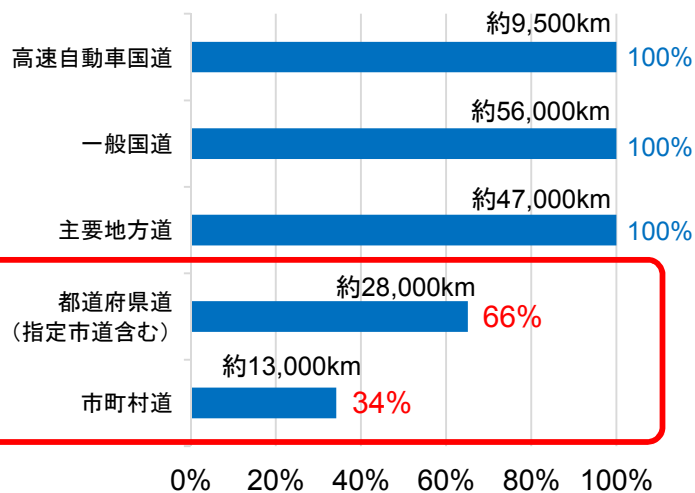 約9,500km
高速自動車国道
100%
約56,000km
一般国道
100%
約47,000km
主要地方道
100%
約28,000km
都道府県道
（指定市道含む）
66%
約13,000km
市町村道
34%
0% 20% 40% 60% 80% 100%